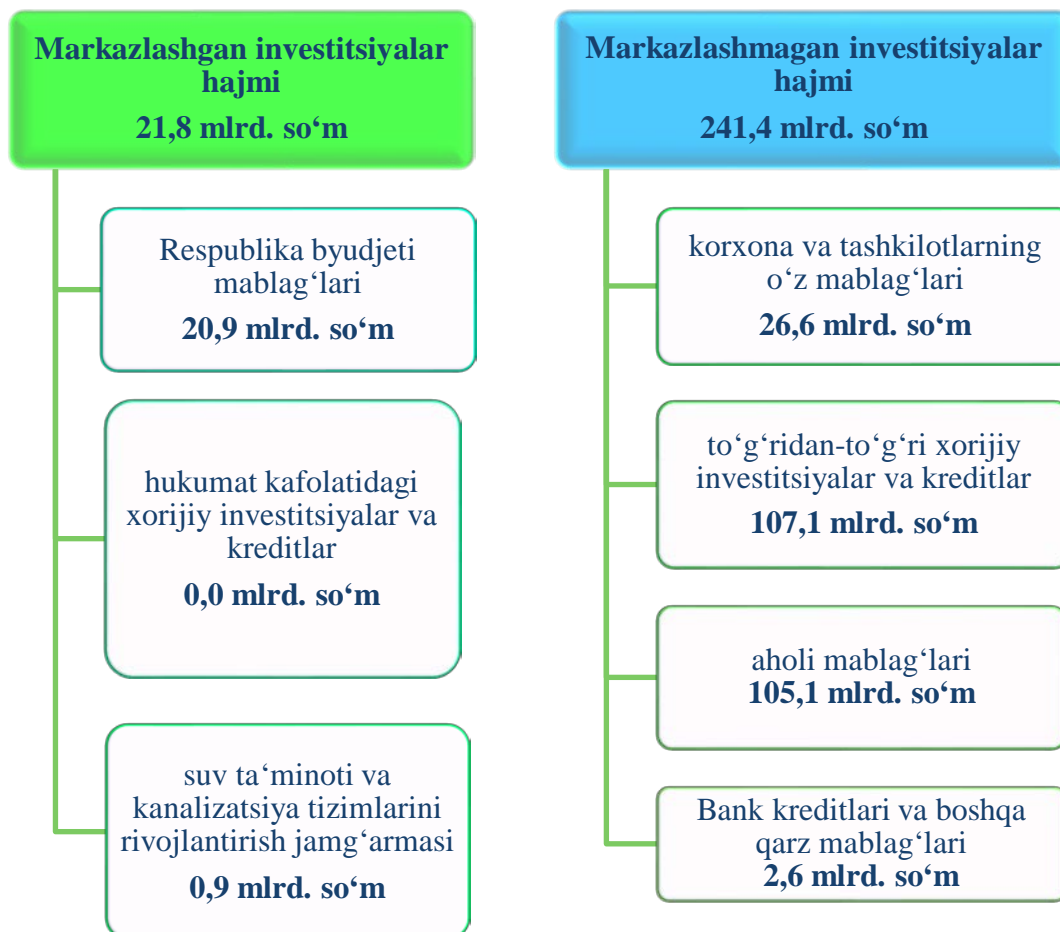 Markazlashgan investitsiyalar
hajmi
21,8 mlrd. so‘m
Respublika byudjeti
mablag‘lari
20,9 mlrd. so‘m
hukumat kafolatidagi
xorijiy investitsiyalar va
kreditlar
0,0 mlrd. so‘m
suv ta‘minoti va
kanalizatsiya tizimlarini
rivojlantirish jamg‘armasi
0,9 mlrd. so‘m
Markazlashmagan investitsiyalar
hajmi
241,4 mlrd. so‘m
korxona va tashkilotlarning
o‘z mablag‘lari
26,6 mlrd. so‘m
to‘g‘ridan-to‘g‘ri xorijiy
investitsiyalar va kreditlar
107,1 mlrd. so‘m
aholi mablag‘lari
105,1 mlrd. so‘m
Bank kreditlari va boshqa
qarz mablag‘lari
2,6 mlrd. so‘m